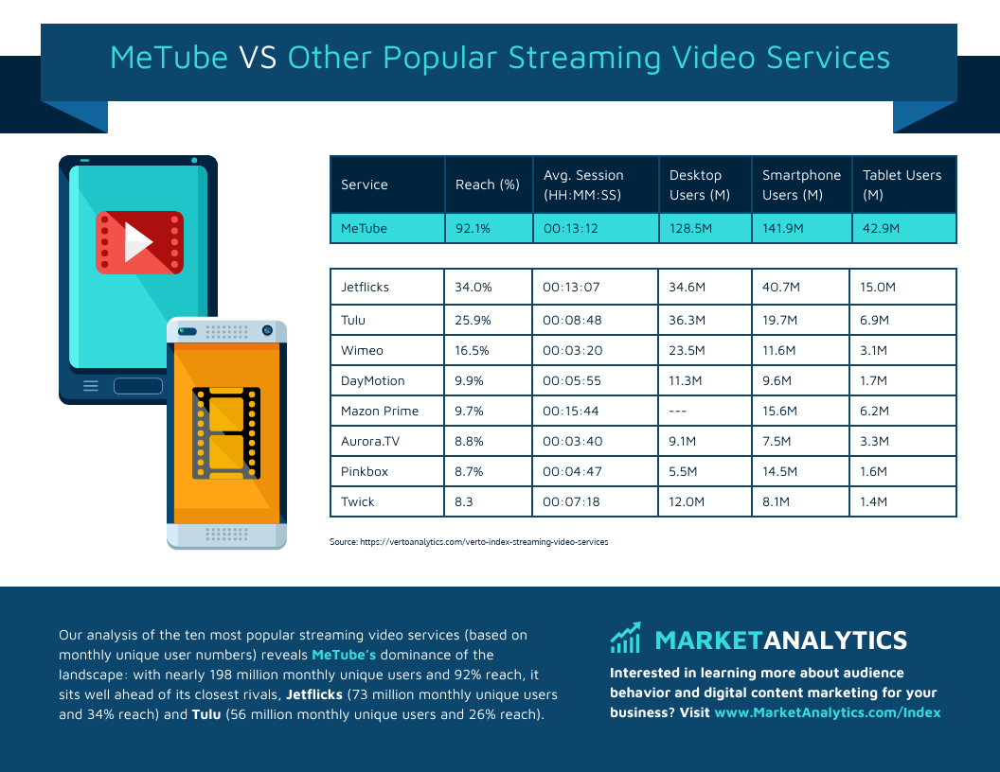 MeTube VS Other Popular Streaming Video Services
Service Reach (%) Avg. Session (HH:MM:SS) Desktop Users (M) Smartphone Users (M) Tablet Users (M)
MeTube 92.1% 00:13:12 128.5M 141.9M 42.9M
Jetflicks 34.0% 00:13:07 34.6M 40.7M 15.0M
Tulu 25.9% 00:08:48 36.3M 19.7M 6.9M
Wimeo 16.5% 00:03:20 23.5M 11.6M 3.1M
DayMotion 9.9% 00:05:55 11.3M 9.6M 1.7M
Mazon Prime 9.7% 00:15:44 --- 15.6M 6.2M
Aurora.TV 8.8% 00:03:40 9.1M 7.5M 3.3M
Pinkbox 8.7% 00:04:47 5.5M 14.5M 1.6M
Twick 8.3 00:07:18 12.0M 8.1M 1.4M
Source: https://vertoanalytics.com/verto-index-streaming-video-services
Our analysis of the ten most popular streaming video services (based on
monthly unique user numbers) reveals MeTube’s dominance of the
landscape: with nearly 198 million monthly unique users and 92% reach, it
sits well ahead of its closest rivals, Jetflicks (73 million monthly unique users
and 34% reach) and Tulu (56 million monthly unique users and 26% reach).
MARKETANALYTICS
Interested in learning more about audience
behavior and digital content marketing for your
business? Visit www.MarketAnalytics.com/Index